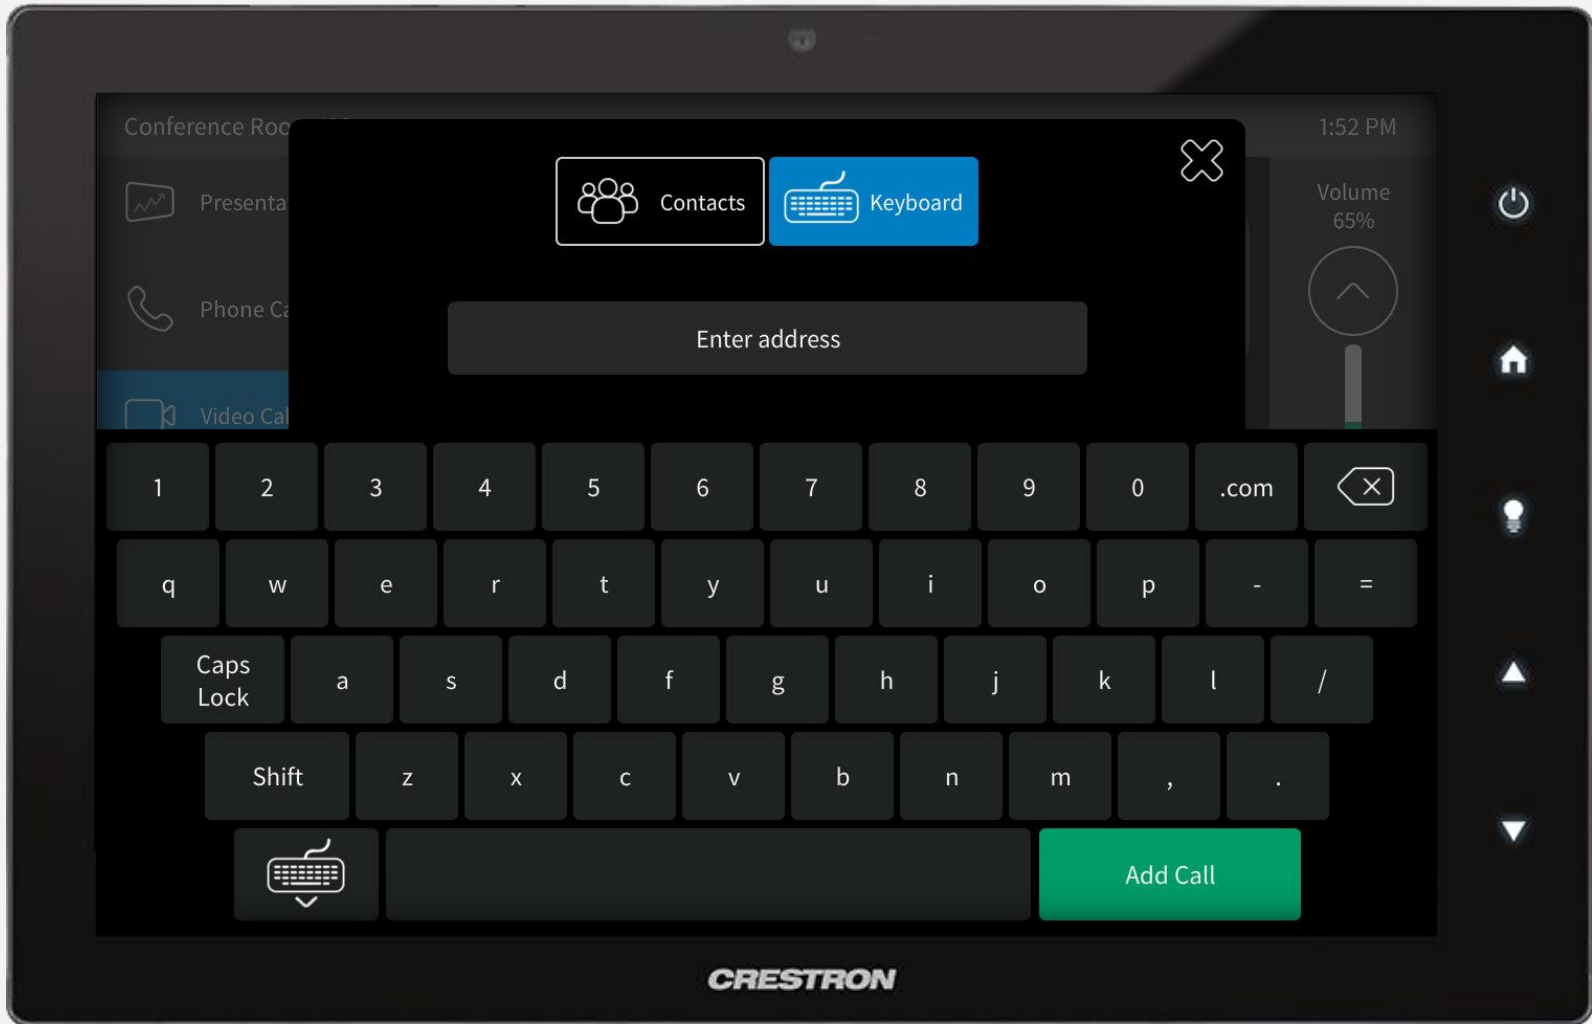 Conference Roo
1:52 PM
Contacts
Keyboard
Presenta
Volume
65%
Phone Ca
Enter address
Video Cal
1 2 3 4 5 6 7 8 9 0 .com
q w e r t y u i o p - =
Caps
Lock
a s d f g h j k l /
Shift z x c v b n m , .
Add Call
CRESTRON